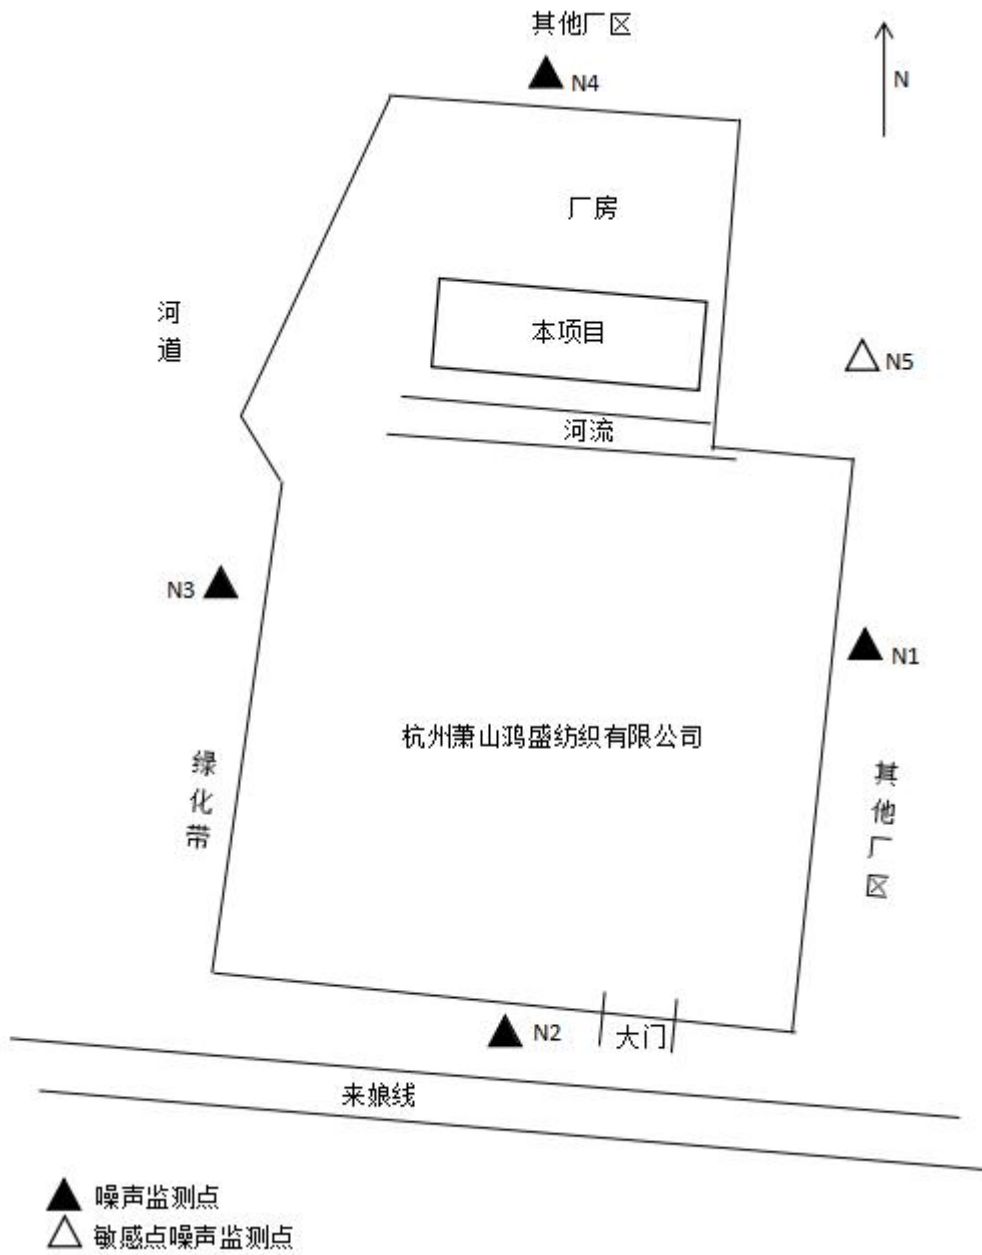 其他厂区
N4
N
厂房
河道
本项目
N5
河流
N3
N1
杭州萧山鸿盛纺织有限公司
绿化带
其他厂区
N2
大门
来娘线
噪声监测点
敏感点噪声监测点